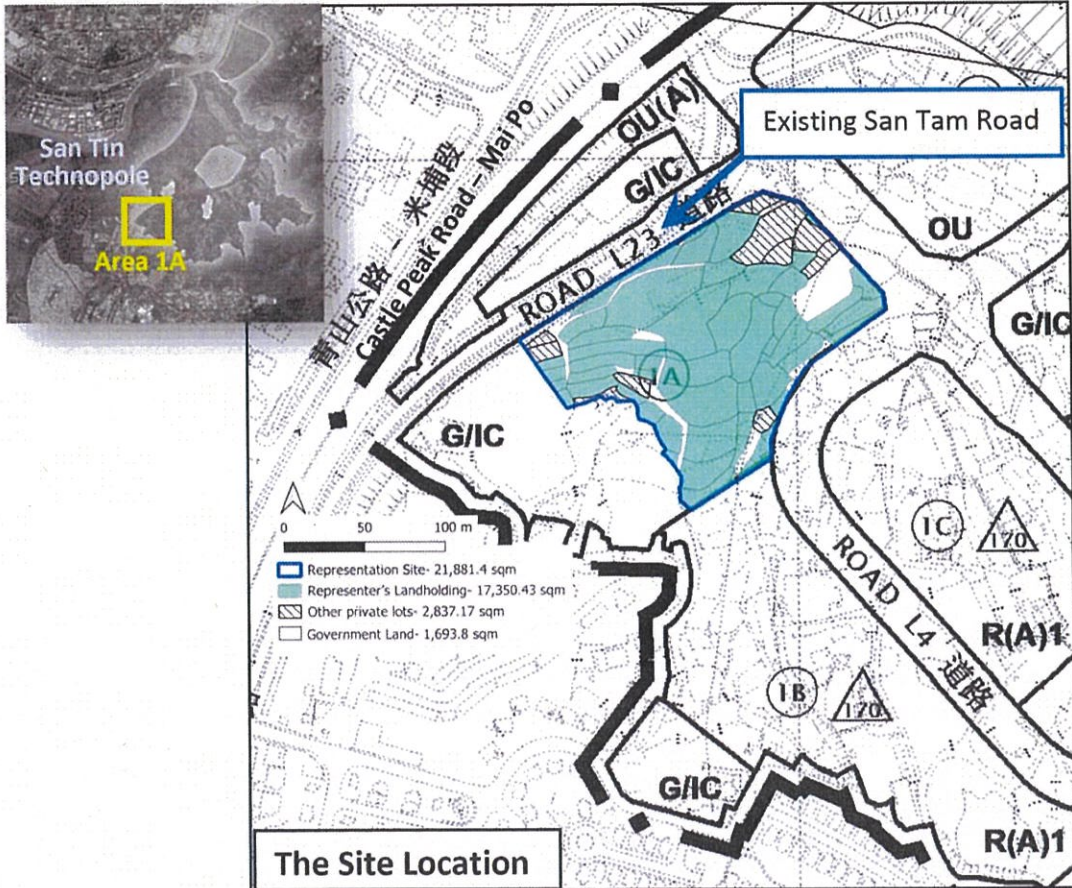 San Tin
Technopole
Area 1A
青山公路 – 米埔段
Castle Peak Road – Mai Po
OU(A)
G/IC
Existing San Tam Road
ROAD L23 道路
OU
G/IC
1A
G/IC
0 50 100 m
Representation Site- 21,881.4 sqm
Representer's Landholding- 17,350.43 sqm
Other private lots- 2,837.17 sqm
Government Land- 1,693.8 sqm
1C
170
ROAD L4 道路
R(A)1
1B
170
G/IC
R(A)1
The Site Location